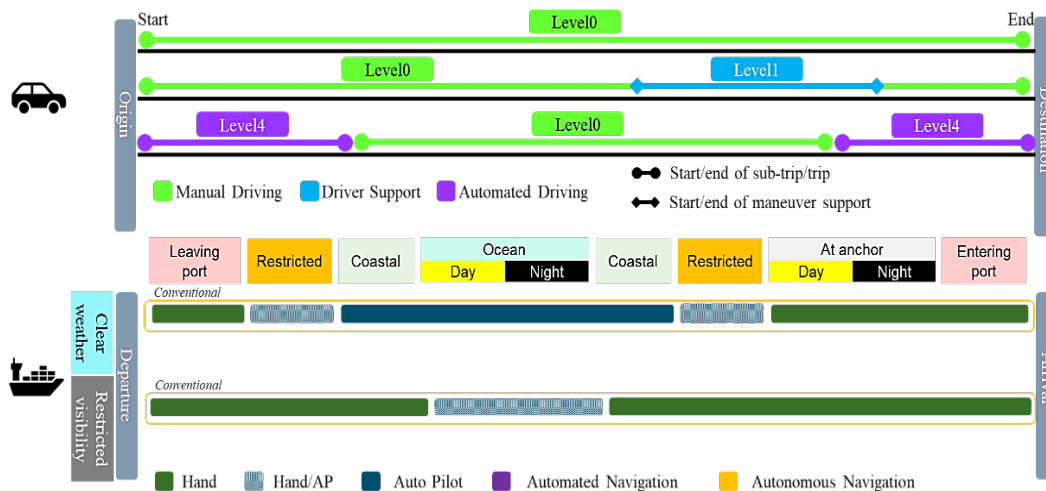 Start
End
Level0
Level0
Level1
Level4
Level0
Level4
Origin
Destination
Manual Driving
Driver Support
Automated Driving
Start/end of sub-trip/trip
Start/end of maneuver support
Leaving
port
Restricted
Coastal
Ocean
Day
Night
Coastal
Restricted
At anchor
Day
Night
Entering
port
Clear
weather
Restricted
visibility
Departure
Arrival
Conventional
Conventional
Hand
Hand/AP
Auto Pilot
Automated Navigation
Autonomous Navigation